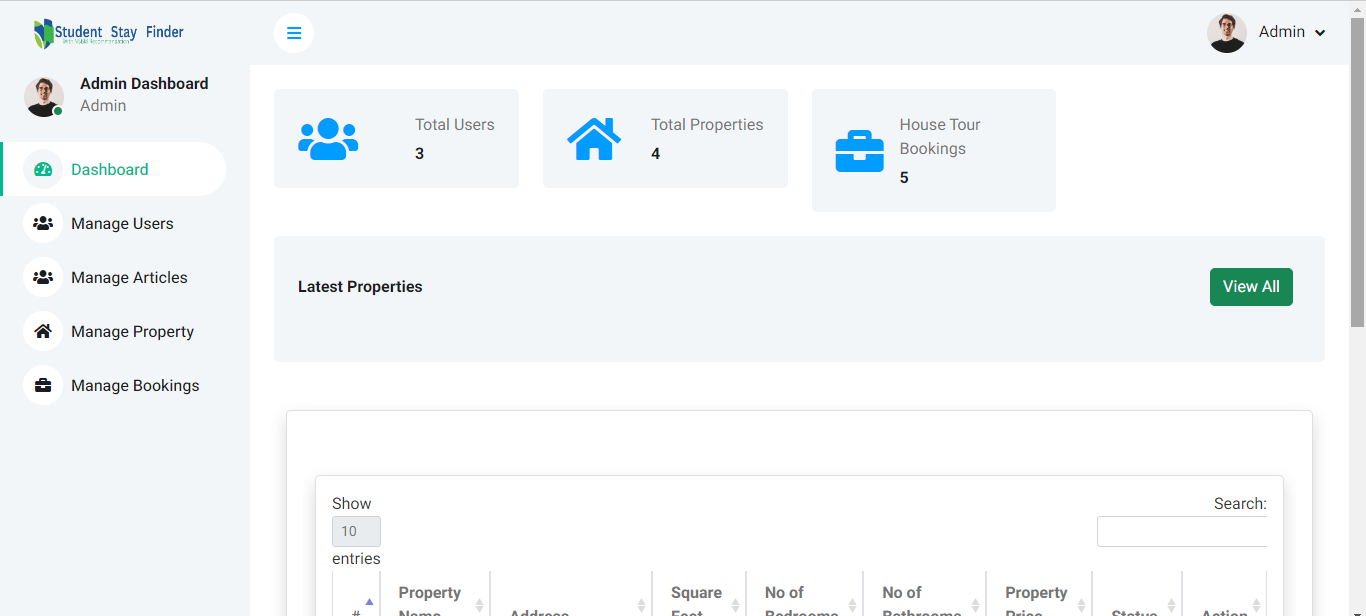 Student Stay Finder
Admin
Admin Dashboard
Admin
Dashboard
Manage Users
Manage Articles
Manage Property
Manage Bookings
Total Users
3
Total Properties
4
House Tour
Bookings
5
Latest Properties
View All
Show
10
entries
Search:
#
Property
Name
Address
Square
Feet
No of
Bedrooms
No of
Bathrooms
Property
Price
Status
Action